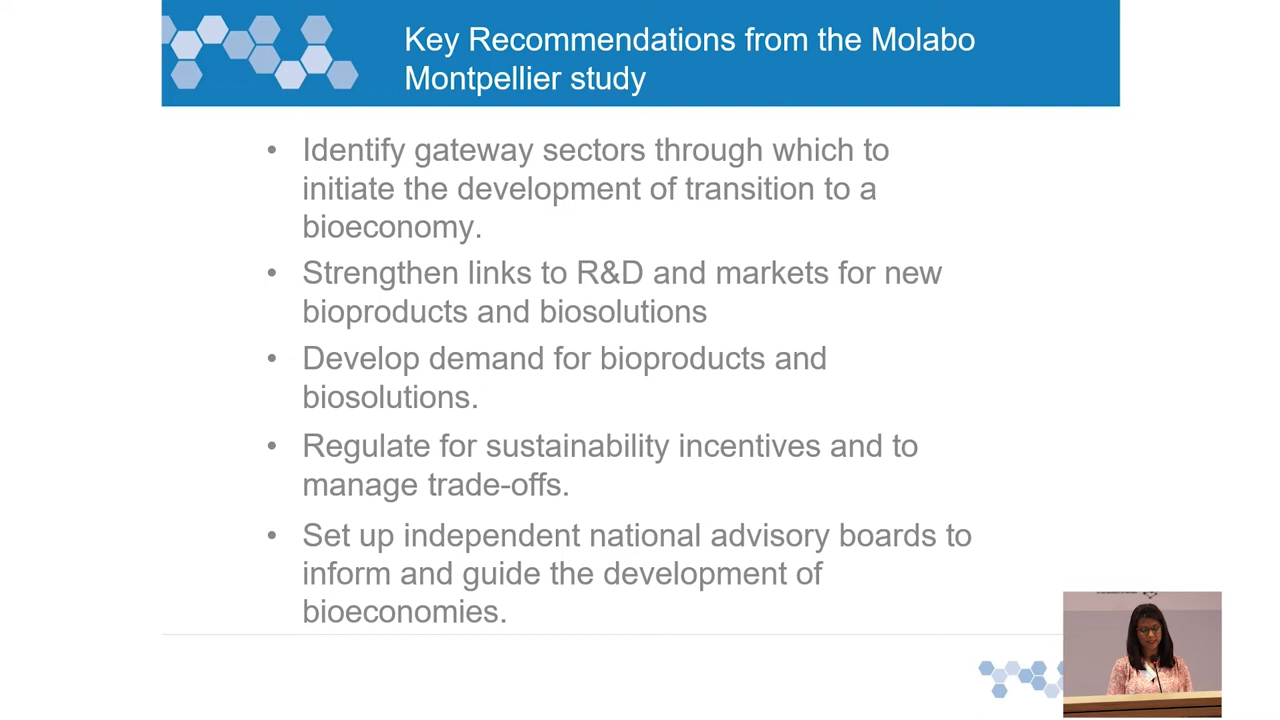 Key Recommendations from the Molabo
Montpellier study
• Identify gateway sectors through which to
initiate the development of transition to a
bioeconomy.
• Strengthen links to R&D and markets for new
bioproducts and biosolutions
• Develop demand for bioproducts and
biosolutions.
• Regulate for sustainability incentives and to
manage trade-offs.
• Set up independent national advisory boards to
inform and guide the development of
bioeconomies.